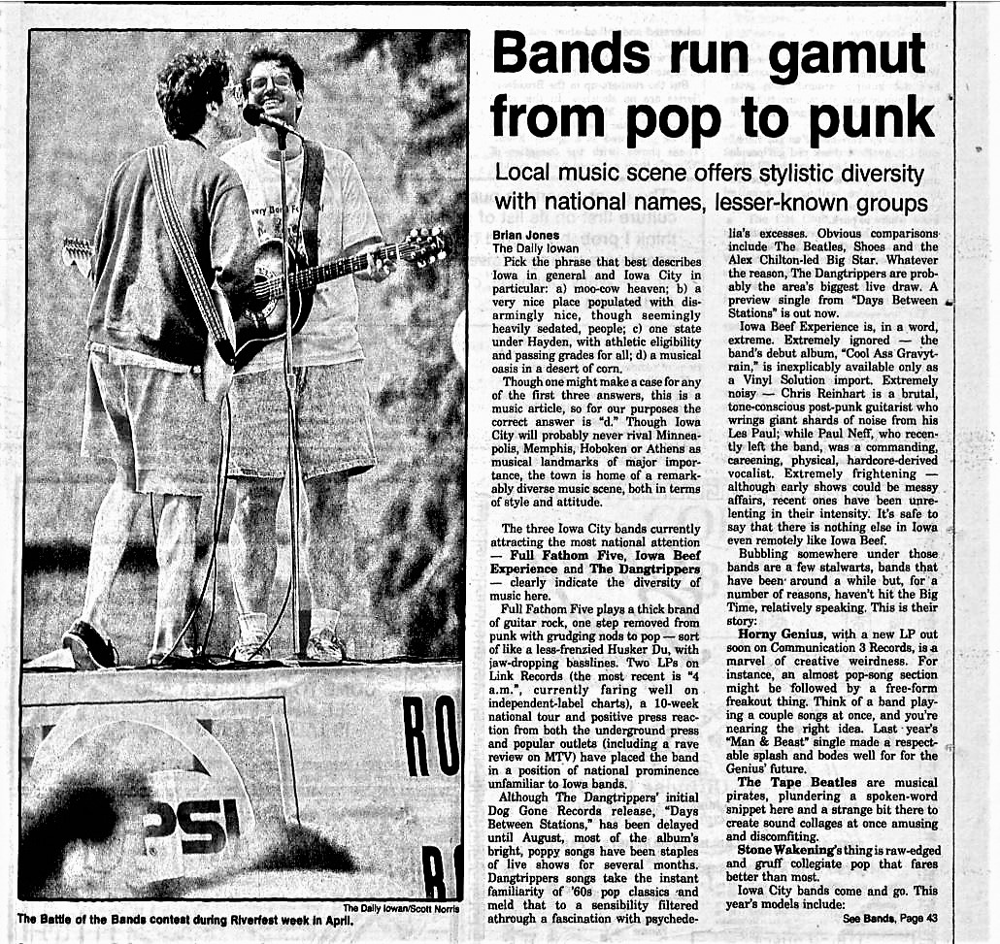 Bands run gamut
from pop to punk
Local music scene offers stylistic diversity
with national names, lesser-known groups
Brian Jones
The Daily Iowan
Pick the phrase that best describes
Iowa in general and Iowa City in
particular: a) moo-cow heaven; b) a
very nice place populated with dis-
armingly nice, though seemingly
heavily sedated, people; c) one state
under Hayden, with athletic eligibility
and passing grades for all; d) a musical
oasis in a desert of corn.
Though one might make a case for any
of the first three answers, this is a
music article, so for our purposes the
correct answer is "d." Though Iowa
City will probably never rival Minnea-
polis, Memphis, Hoboken or Athens as
musical landmarks of major impor-
tance, the town is home of a remark-
ably diverse music scene, both in terms
of style and attitude.
The three Iowa City bands currently
attracting the most national attention
— Full Fathom Five, Iowa Beef
Experience and The Dangtrippers
— clearly indicate the diversity of
music here.
Full Fathom Five plays a thick brand
of guitar rock, one step removed from
punk with grudging nods to pop — sort
of like a less-frenzied Husker Du, with
jaw-dropping basslines. Two LPs on
Link Records (the most recent is "4
a.m.", currently faring well on
independent-label charts), a 10-week
national tour and positive press reac-
tion from both the underground press
and popular outlets (including a rave
review on MTV) have placed the band
in a position of national prominence
unfamiliar to Iowa bands.
Although The Dangtrippers' initial
Dog Gone Records release, "Days
Between Stations," has been delayed
until August, most of the album's
bright, poppy songs have been staples
of live shows for several months.
Dangtrippers songs take the instant
familiarity of '60s pop classics and
meld that to a sensibility filtered
athrough a fascination with psychede-
lia's excesses. Obvious comparisons
include The Beatles, Shoes and the
Alex Chilton-led Big Star. Whatever
the reason, The Dangtrippers are prob-
ably the area's biggest live draw. A
preview single from "Days Between
Stations" is out now.
Iowa Beef Experience is, in a word,
extreme. Extremely ignored — the
band's debut album, "Cool Ass Gravyt-
rain," is inexplicably available only as
a Vinyl Solution import. Extremely
noisy — Chris Reinhart is a brutal,
tone-conscious post-punk guitarist who
wrings giant shards of noise from his
Les Paul; while Paul Neff, who recen-
tly left the band, was a commanding,
careening, physical, hardcore-derived
vocalist. Extremely frightening —
although early shows could be messy
affairs, recent ones have been unre-
lenting in their intensity. It's safe to
say that there is nothing else in Iowa
even remotely like Iowa Beef.
Bubbling somewhere under those
bands are a few stalwarts, bands that
have been around a while but, for a
number of reasons, haven't hit the Big
Time, relatively speaking. This is their
story:
Horny Genius, with a new LP out
soon on Communication 3 Records, is a
marvel of creative weirdness. For
instance, an almost pop-song section
might be followed by a free-form
freakout thing. Think of a band play-
ing a couple songs at once, and you're
nearing the right idea. Last year's
"Man & Beast" single made a respect-
able splash and bodes well for for the
Genius' future.
The Tape Beatles are musical
pirates, plundering a spoken-word
snippet here and a strange bit there to
create sound collages at once amusing
and discomfiting.
Stone Wakening's thing is raw-edged
and gruff collegiate pop that fares
better than most.
Iowa City bands come and go. This
year's models include:
See Bands, Page 43
RO
PSI
The Daily Iowan/Scott Norris
The Battle of the Bands contest during Riverfest week in April.